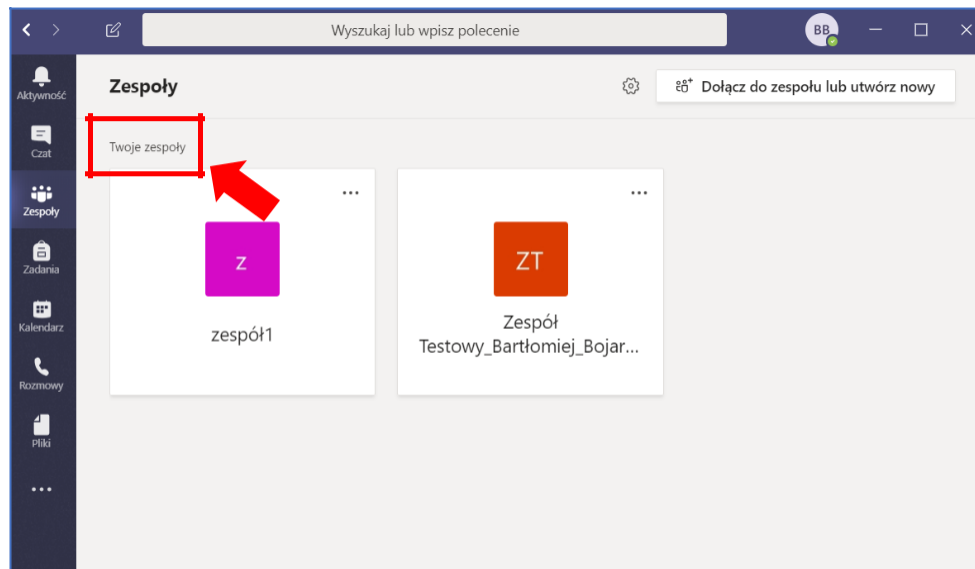 Wyszukaj lub wpisz polecenie
BB
Aktywność
Czat
Zespoły
Zadania
Kalendarz
Rozmowy
Pliki
Zespoły
Dołącz do zespołu lub utwórz nowy
Twoje zespoły
z
zespół1
ZT
Zespół
Testowy_Bartłomiej_Bojar...